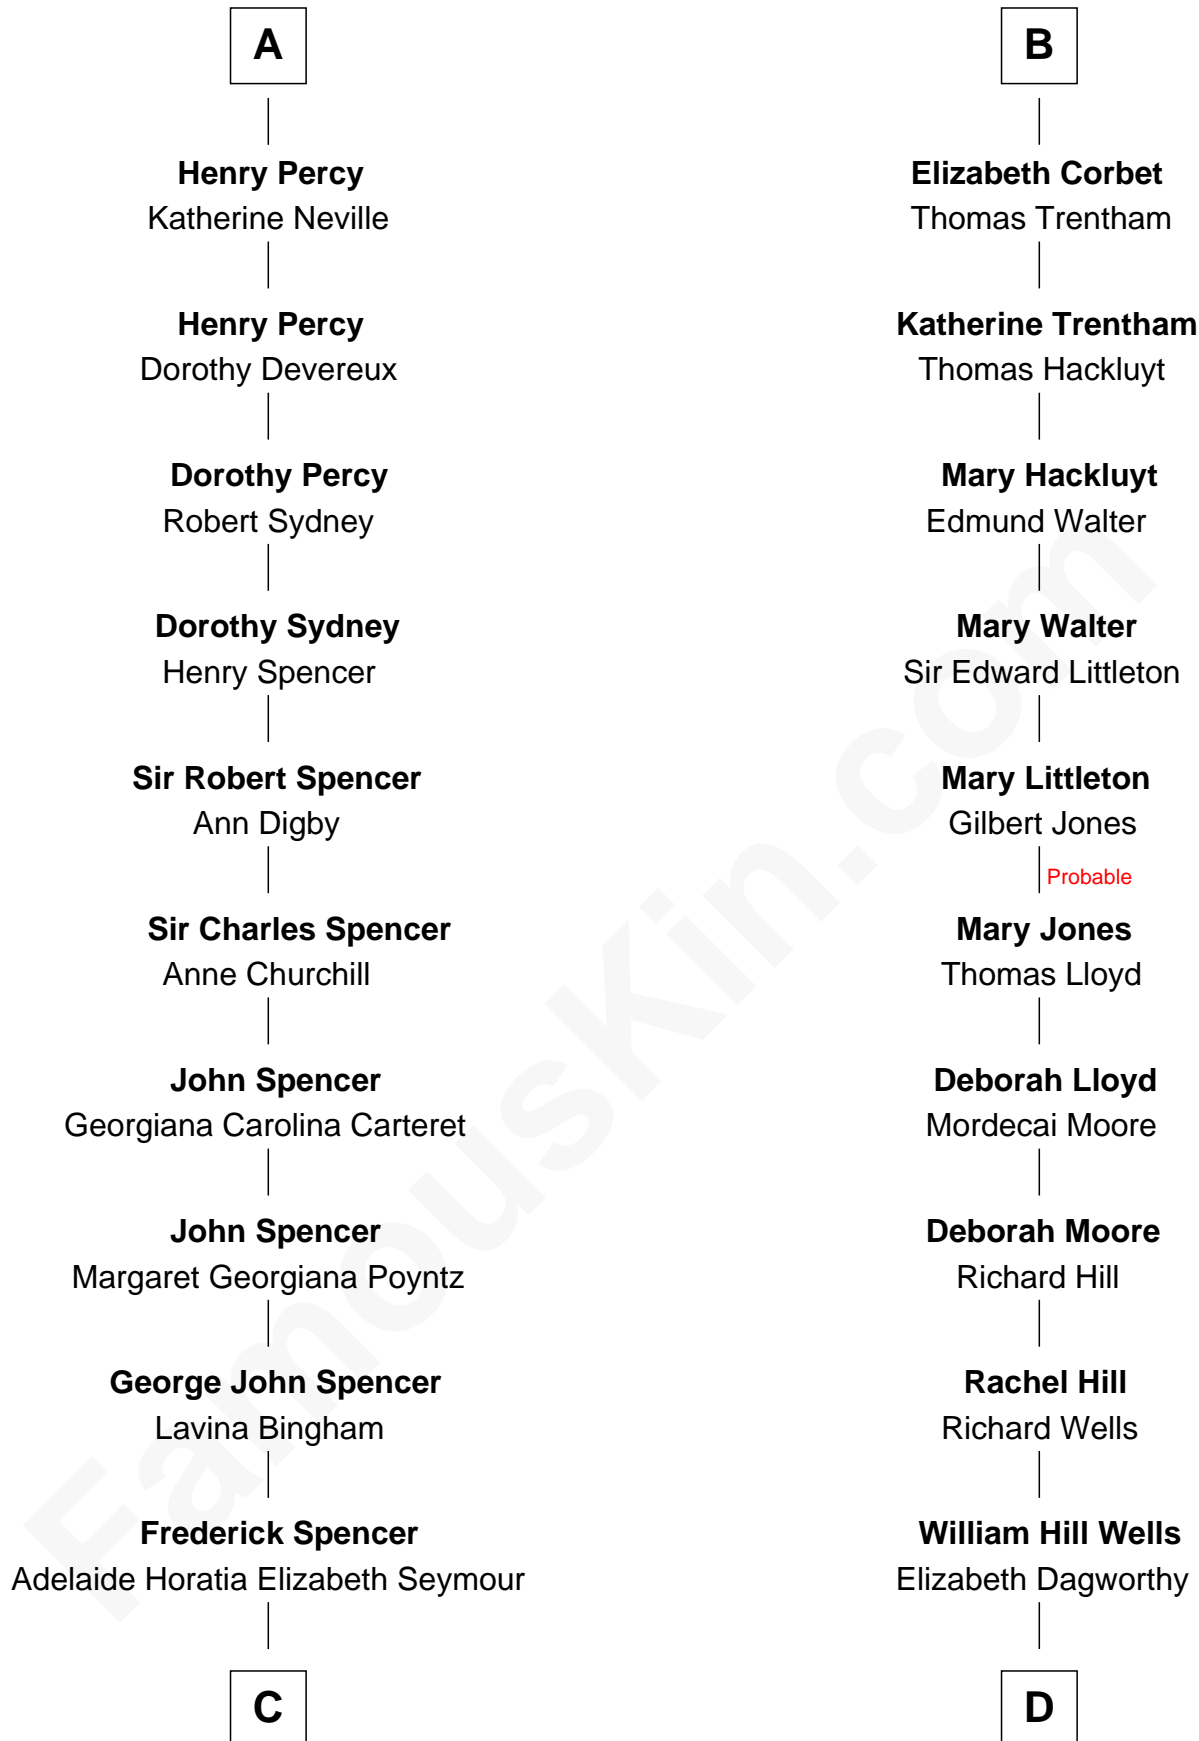 A
Henry Percy
Katherine Neville
Henry Percy
Dorothy Devereux
Dorothy Percy
Robert Sydney
Dorothy Sydney
Henry Spencer
Sir Robert Spencer
Ann Digby
Sir Charles Spencer
Anne Churchill
John Spencer
Georgiana Carolina Carteret
John Spencer
Margaret Georgiana Poyntz
George John Spencer
Lavina Bingham
Frederick Spencer
Adelaide Horatia Elizabeth Seymour
C
B
Elizabeth Corbet
Thomas Trentham
Katherine Trentham
Thomas Hackluyt
Mary Hackluyt
Edmund Walter
Mary Walter
Sir Edward Littleton
Mary Littleton
Gilbert Jones
Probable
Mary Jones
Thomas Lloyd
Deborah Lloyd
Mordecai Moore
Deborah Moore
Richard Hill
Rachel Hill
Richard Wells
William Hill Wells
Elizabeth Dagworthy
D
FamousKin.com